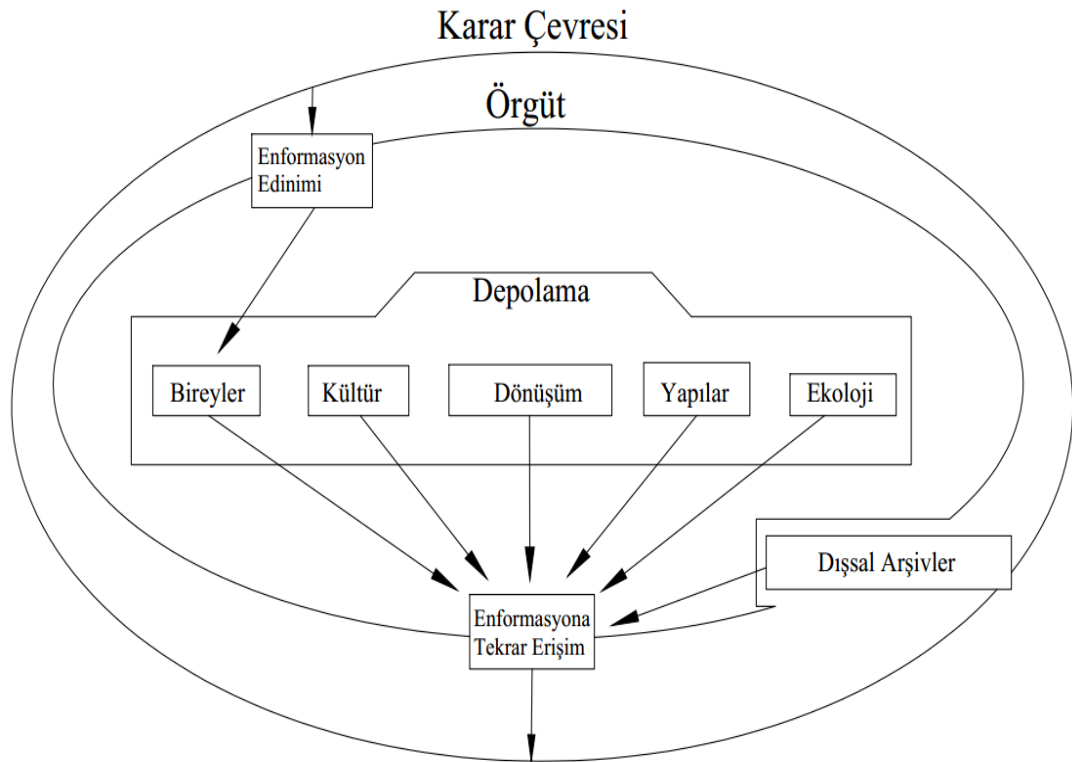 Karar Çevresi
Örgüt
Enformasyon
Edinimi
Depolama
Bireyler
Kültür
Dönüşüm
Yapılar
Ekoloji
Dışsal Arşivler
Enformasyona
Tekrar Erişim